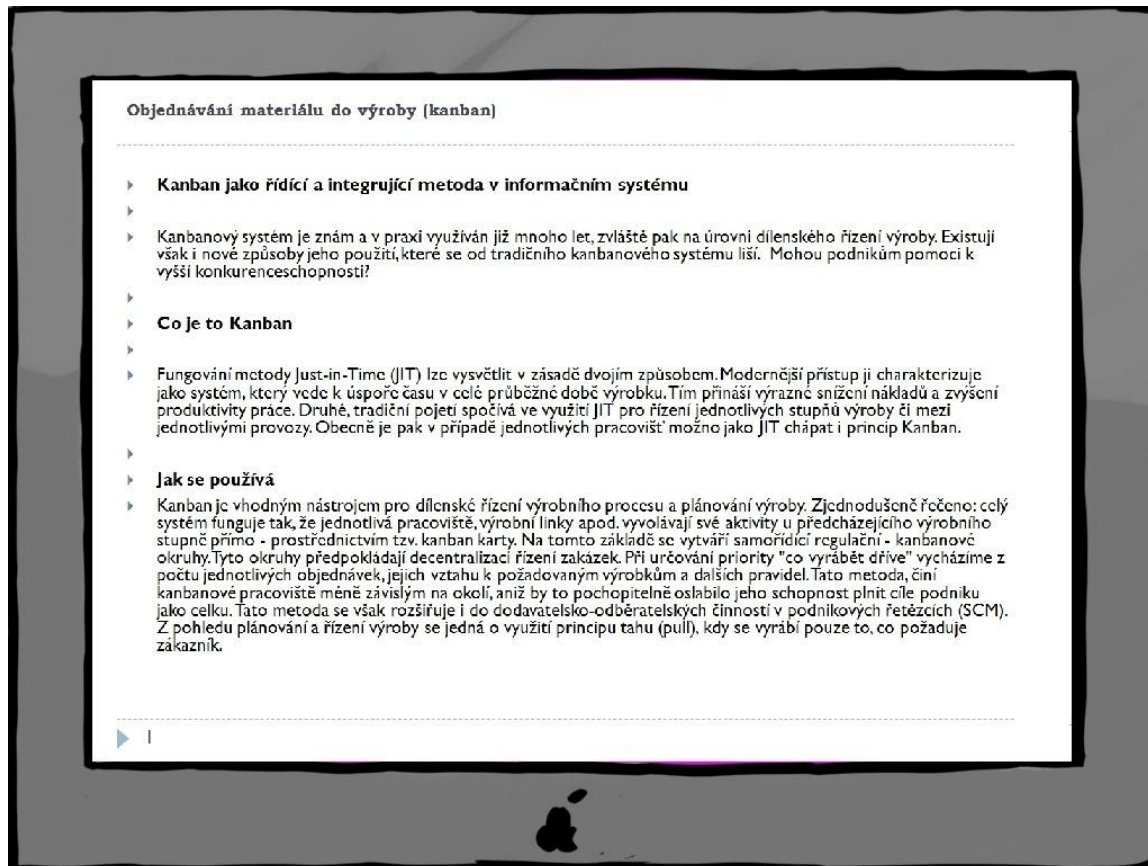 Objednávání materiálu do výroby (kanban)
Kanban jako řídící a integrující metoda v informačním systému
Kanbanový systém je znám a v praxi využíván již mnoho let, zvláště pak na úrovni dílenského řízení výroby. Existují
však i nové způsoby jeho použití, které se od tradičního kanbanového systému liší. Mohou podnikům pomoci k
vyšší konkurenceschopnosti?
Co je to Kanban
Fungování metody Just-in-Time (JIT) lze vysvětlit v zásadě dvojím způsobem. Modernější přístup ji charakterizuje
jako systém, který vede k úspoře času v celé průběžné době výrobku. Tím přináší výrazné snížení nákladů a zvýšení
produktivity práce. Druhé, tradiční pojetí spočívá ve využití JIT pro řízení jednotlivých stupňů výroby či mezi
jednotlivými provozy. Obecně je pak v případě jednotlivých pracovišť možno jako JIT chápat i princip Kanban.
Jak se používá
Kanban je vhodným nástrojem pro dílenské řízení výrobního procesu a plánování výroby. Zjednodušeně řečeno: celý
systém funguje tak, že jednotlivá pracoviště, výrobní linky apod. vyvolávají své aktivity u předcházejícího výrobního
stupně přímo - prostřednictvím tzv. kanban karty. Na tomto základě se vytváří samořídící regulační - kanbanové
okruhy. Tyto okruhy předpokládají decentralizaci řízení zakázek. Při určování priority "co vyrábět dříve" vycházíme z
počtu jednotlivých objednávek, jejich vztahu k požadovaným výrobkům a dalších pravidel. Tato metoda, činí
kanbanové pracoviště méně závislým na okolí, aniž by to pochopitelně oslabilo jeho schopnost plnit cíle podniku
jako celku. Tato metoda se však rozšiřuje i do dodavatelsko-odběratelských činností v podnikových řetězcích (SCM).
Z pohledu plánování a řízení výroby se jedná o využití principu tahu (pull), kdy se vyrábí pouze to, co požaduje
zákazník.
1